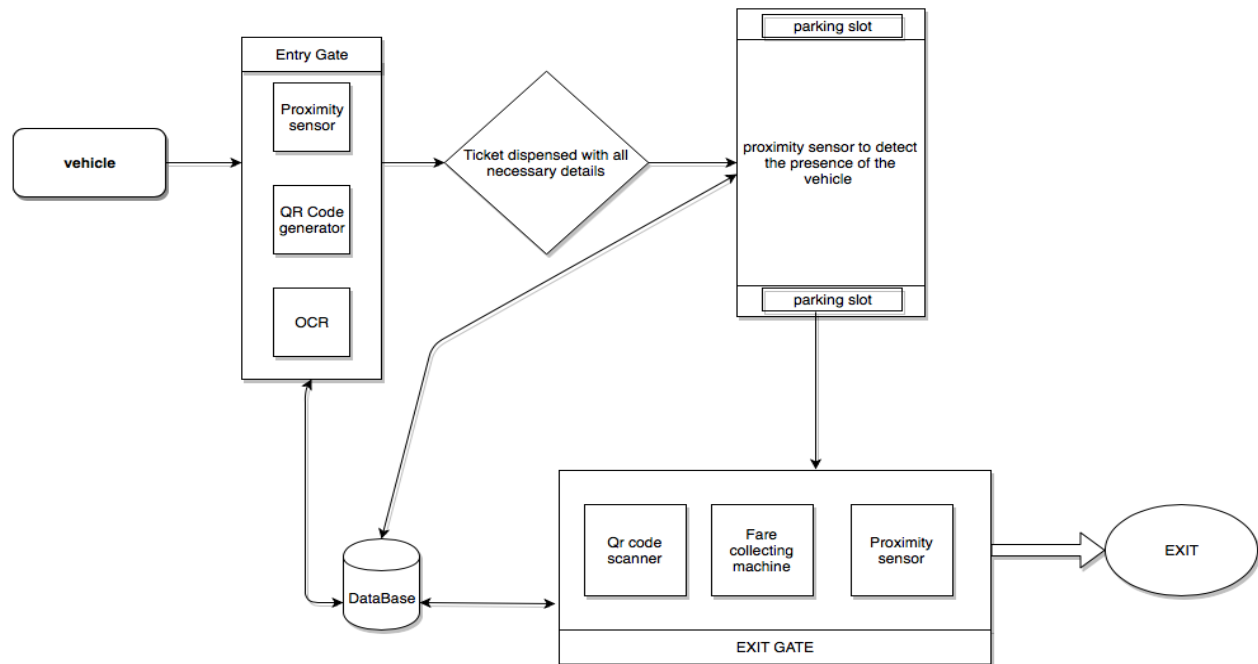 parking slot
Entry Gate
Proximity
sensor
vehicle
Ticket dispensed with all
necessary details
proximity sensor to detect
the presence of the
vehicle
QR Code
generator
OCR
parking slot
Qr code
scanner
Fare
collecting
machine
Proximity
sensor
EXIT
DataBase
EXIT GATE